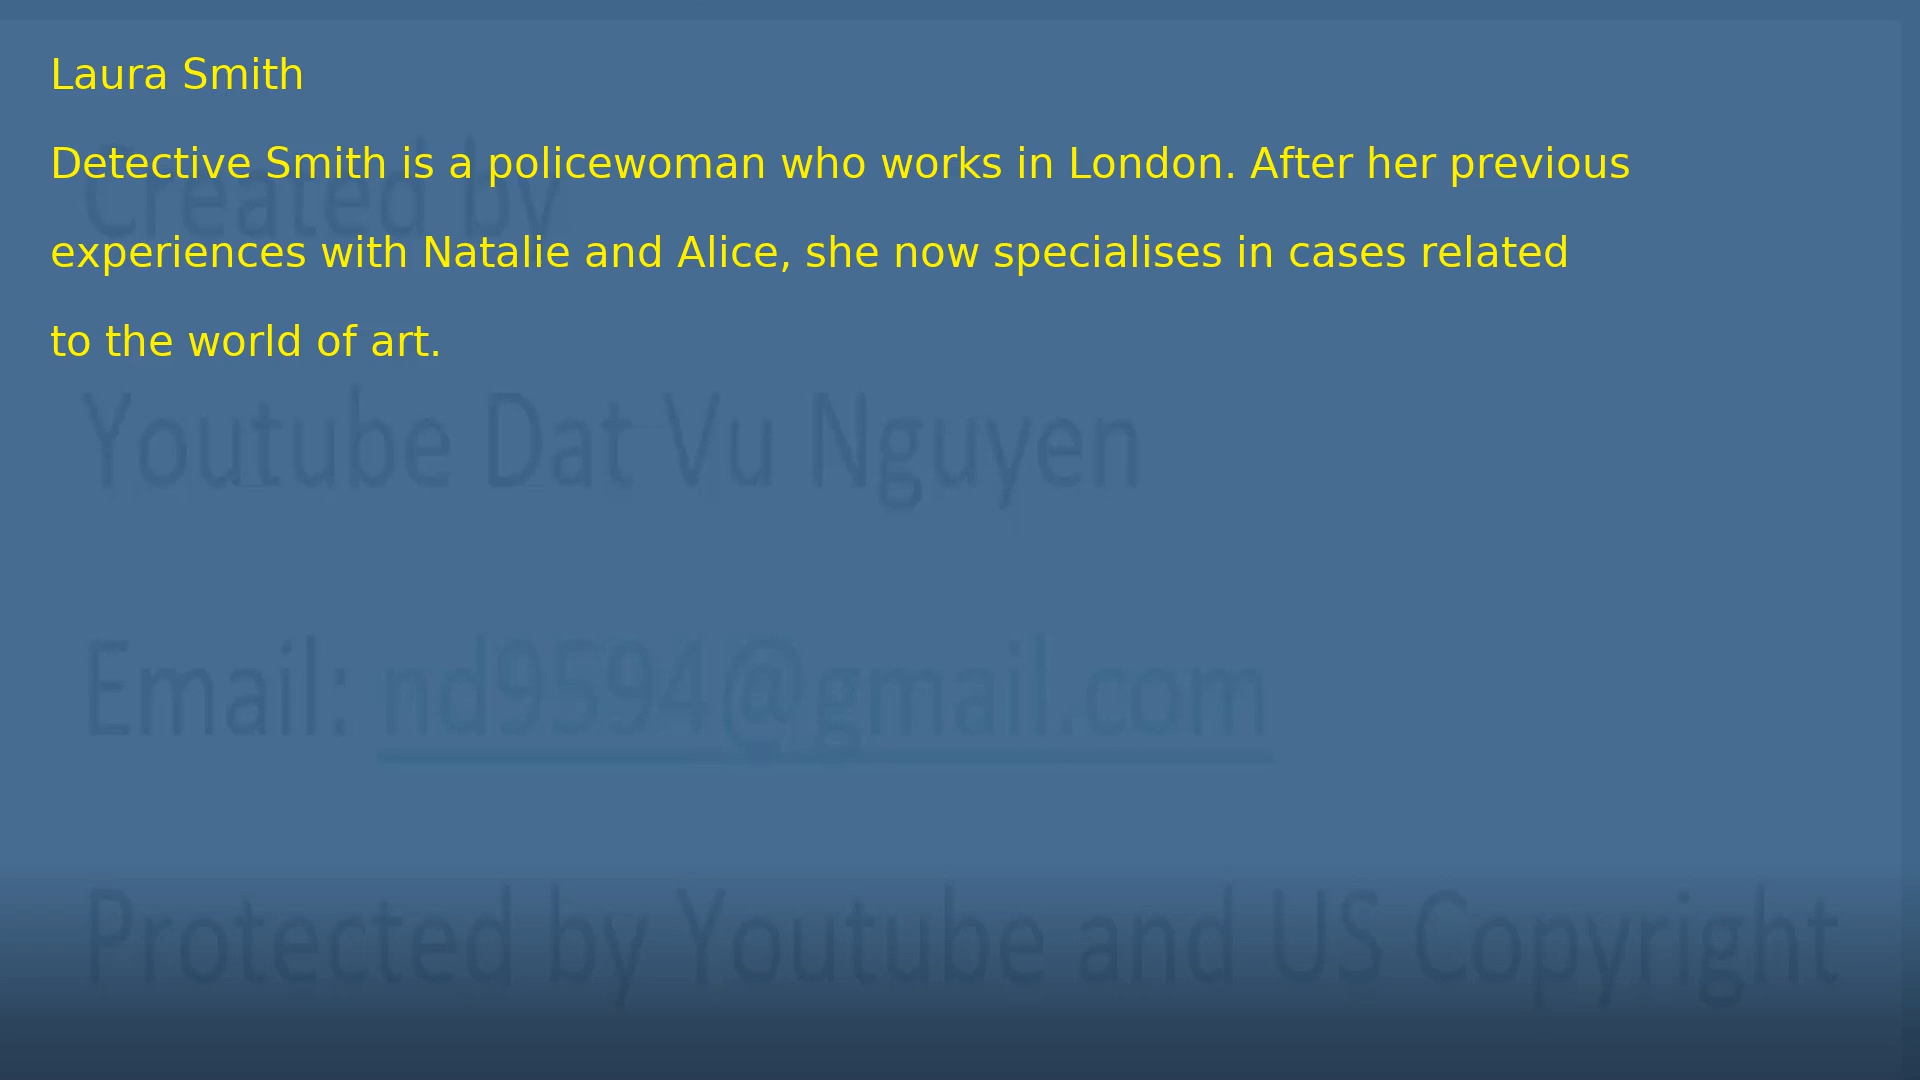 Laura Smith
Detective Smith is a policewoman who works in London. After her previous
experiences with Natalie and Alice, she now specialises in cases related
to the world of art.
Created by
Youtube Dat Vu Nguyen
Email: nd9594@gmail.com
Protected by Youtube and US Copyright